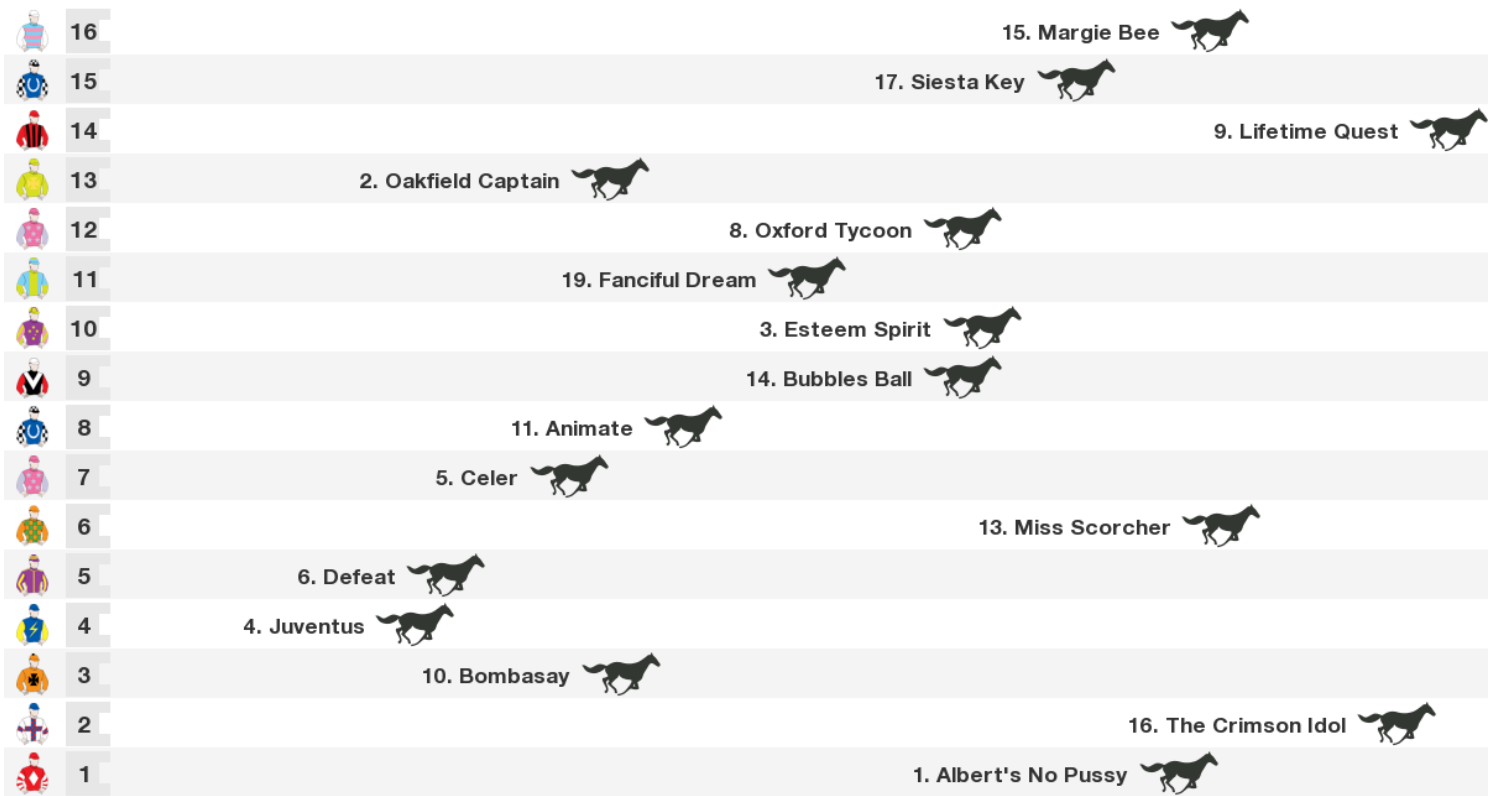 16 15. Margie Bee
15 17. Siesta Key
14 9. Lifetime Quest
13 2. Oakfield Captain
12 8. Oxford Tycoon
11 19. Fanciful Dream
10 3. Esteem Spirit
9 14. Bubbles Ball
8 11. Animate
7 5. Celer
6 13. Miss Scorcher
5 6. Defeat
4 4. Juventus
3 10. Bombasay
2 16. The Crimson Idol
1 1. Albert's No Pussy